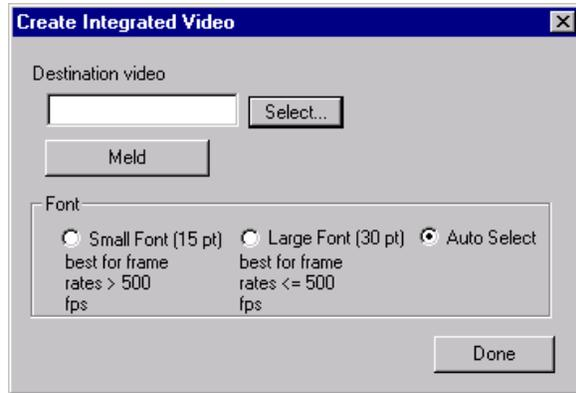 Create Integrated Video
Destination video
Select...
Meld
Font
Small Font (15 pt)
best for frame
rates > 500
fps
Large Font (30 pt)
best for frame
rates <= 500
fps
Auto Select
Done